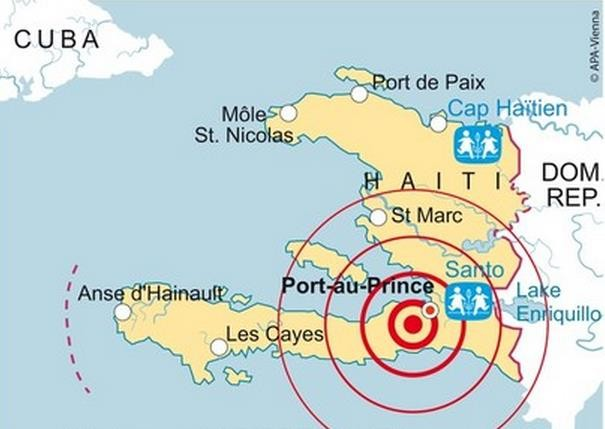 CUBA
© APA-Vienna
Port de Paix
Cap Haïtien
Môle
St. Nicolas
HAITI
DOM.
REP.
St Marc
Santo
Port-au-Prince
Lake
Enriquillo
Anse d'Hainault
Les Cayes